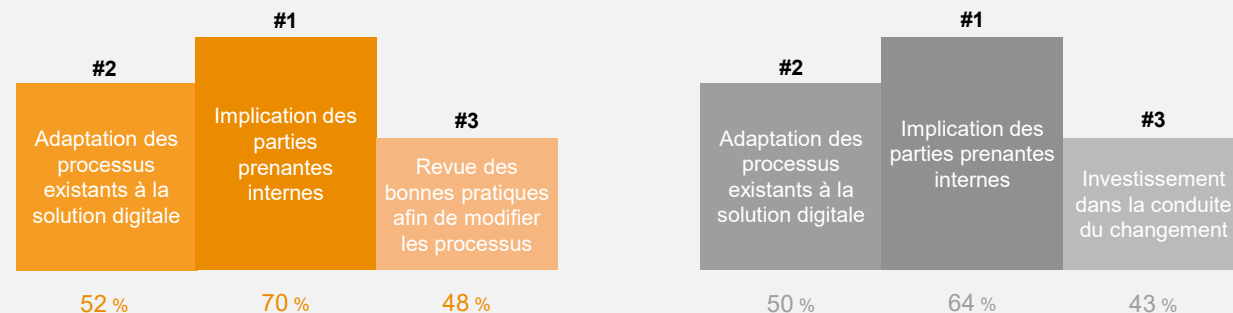 #1
#2
#3
Adaptation des
processus
existants à la
solution digitale
Implication des
parties
prenantes
internes
Revue des
bonnes pratiques
afin de modifier
les processus
52 %
70 %
48 %
#1
#2
#3
Adaptation des
processus
existants à la
solution digitale
Implication des
parties prenantes
internes
Investissement
dans la conduite
du changement
50 %
64 %
43 %